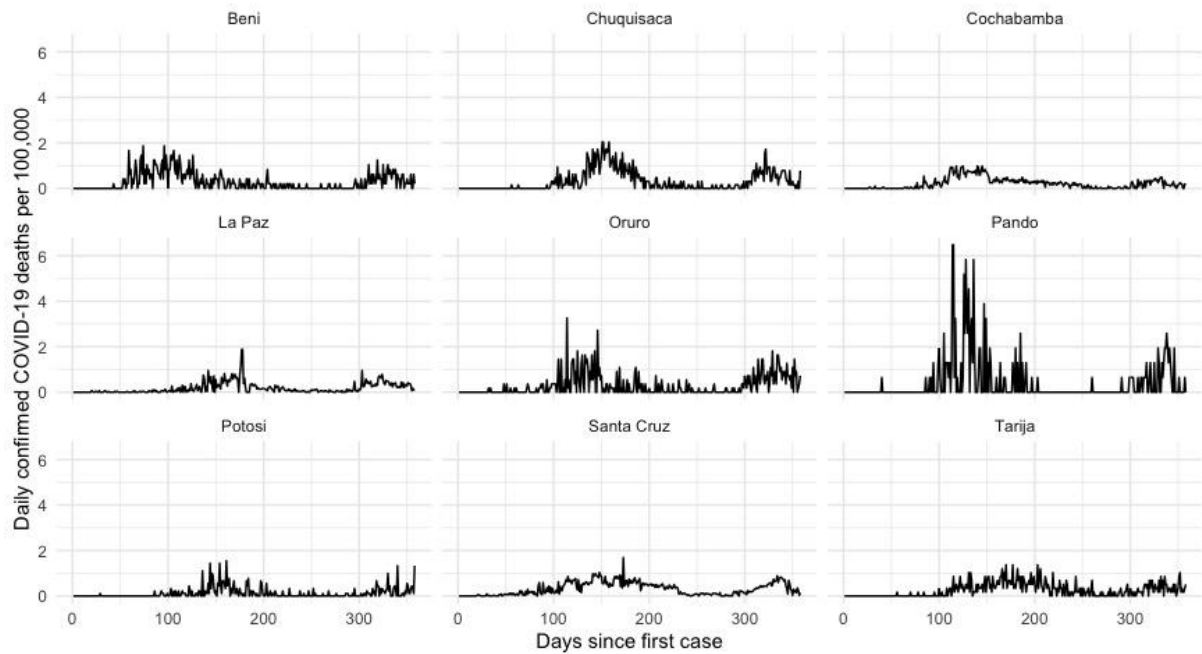 Beni Chuquisaca Cochabamba
6
4
2
0
La Paz Oruro Pando
6
4
2
0
Potosi Santa Cruz Tarija
6
4
2
0
0 100 200 300 0 100 200 300 0 100 200 300
Days since first case
Daily confirmed COVID-19 deaths per 100,000